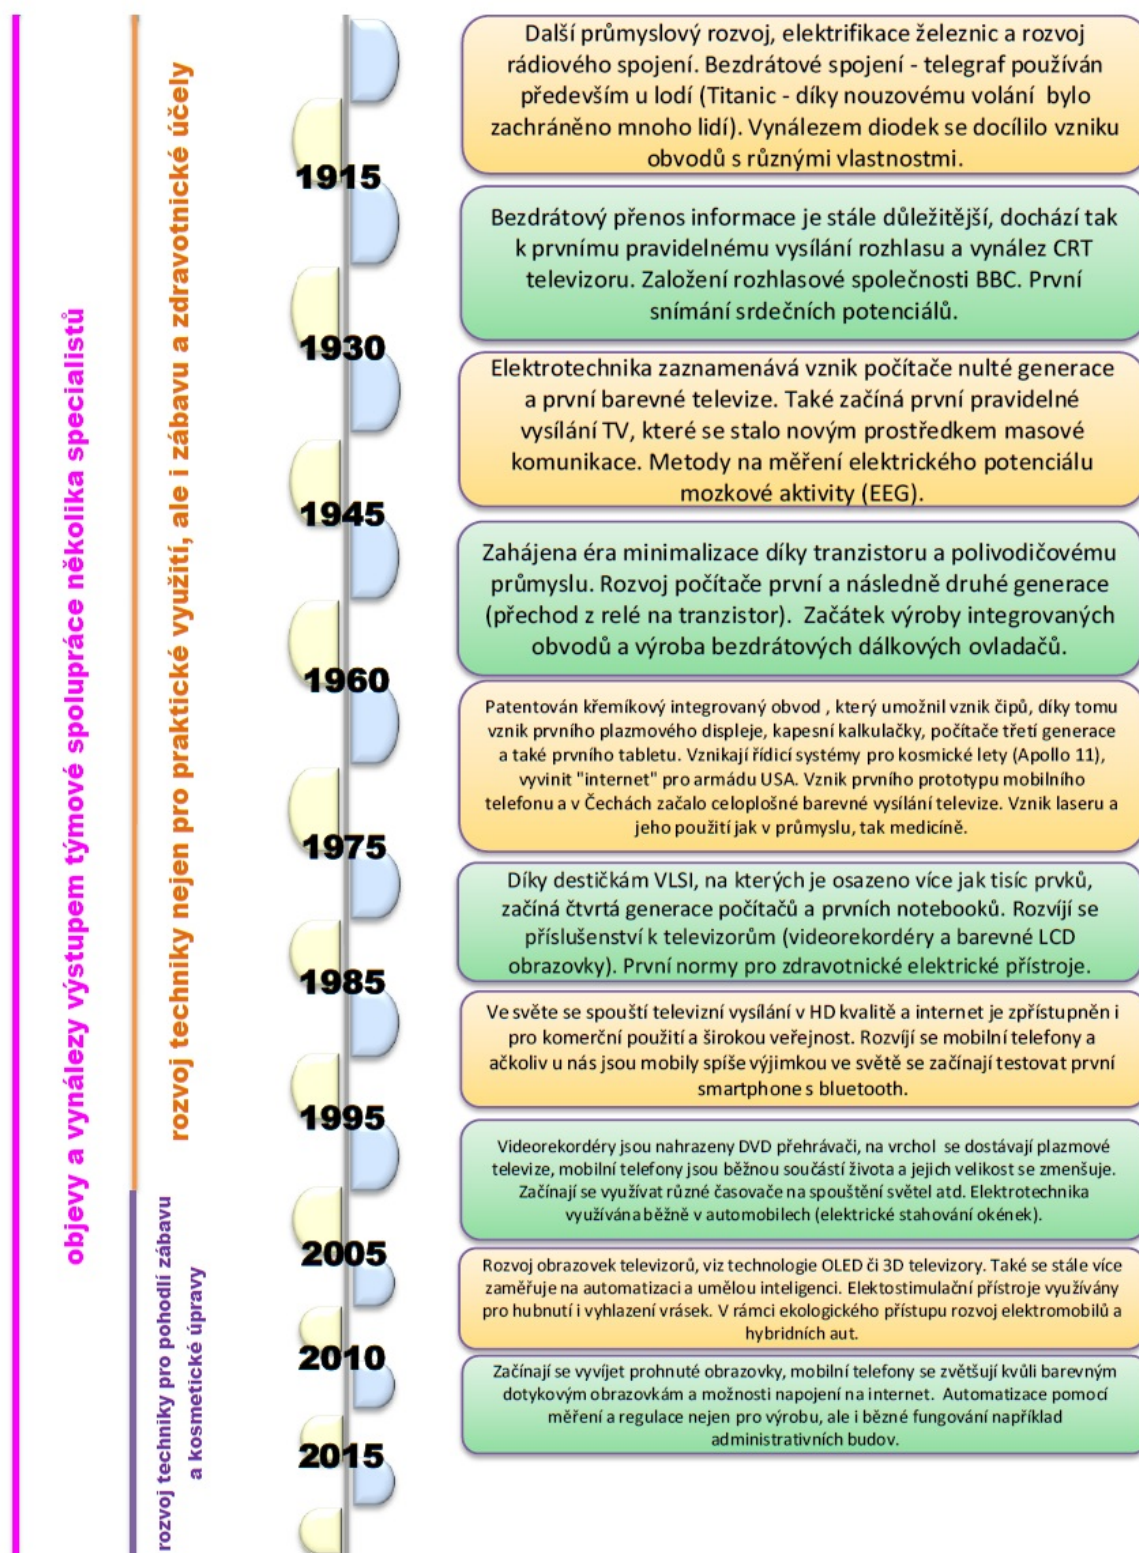 objevy a vynálezy výstupem týmové spolupráce několika specialistů
rozvoj techniky nejen pro praktické využití, ale i zábavu a zdravotnické účely
rozvoj techniky pro pohodlí zábavu
a kosmetické úpravy
Další průmyslový rozvoj, elektrifikace železnic a rozvoj
rádiového spojení. Bezdrátové spojení - telegraf používán
především u lodí (Titanic - díky nouzovému volání bylo
zachráněno mnoho lidí). Vynálezem diodek se docílilo vzniku
obvodů s různými vlastnostmi.
1915
Bezdrátový přenos informace je stále důležitější, dochází tak
k prvnímu pravidelnému vysílání rozhlasu a vynález CRT
televizoru. Založení rozhlasové společnosti BBC. První
snímání srdečních potenciálů.
1930
Elektrotechnika zaznamenává vznik počítače nulté generace
a první barevné televize. Také začíná první pravidelné
vysílání TV, které se stalo novým prostředkem masové
komunikace. Metody na měření elektrického potenciálu
mozkové aktivity (EEG).
1945
Zahájena éra minimalizace díky tranzistoru a polivodičovému
průmyslu. Rozvoj počítače první a následně druhé generace
(přechod z relé na tranzistor). Začátek výroby integrovaných
obvodů a výroba bezdrátových dálkových ovladačů.
1960
Patentován křemíkový integrovaný obvod , který umožnil vznik čipů, díky tomu
vznik prvního plazmového displeje, kapesní kalkulačky, počítače třetí generace
a také prvního tabletu. Vznikají řídicí systémy pro kosmické lety (Apollo 11),
vyvinit "internet" pro armádu USA. Vznik prvního prototypu mobilního
telefonu a v Čechách začalo celoplošné barevné vysílání televize. Vznik laseru a
jeho použití jak v průmyslu, tak medicíně.
1975
Díky destičkám VLSI, na kterých je osazeno více jak tisíc prvků,
začíná čtvrtá generace počítačů a prvních notebooků. Rozvíjí se
příslušenství k televizorům (videorekordéry a barevné LCD
obrazovky). První normy pro zdravotnické elektrické přístroje.
1985
Ve světe se spouští televizní vysílání v HD kvalitě a internet je zpřístupněn i
pro komerční použití a širokou veřejnost. Rozvíjí se mobilní telefony a
ačkoliv u nás jsou mobily spíše výjimkou ve světě se začínají testovat první
smartphone s bluetooth.
1995
Videorekordéry jsou nahrazeny DVD přehrávači, na vrchol se dostávají plazmové
televize, mobilní telefony jsou běžnou součástí života a jejich velikost se zmenšuje.
Začínají se využívat různé časovače na spouštění světel atd. Elektrotechnika
využívána běžně v automobilech (elektrické stahování okének).
2005
Rozvoj obrazovek televizorů, viz technologie OLED či 3D televizory. Také se stále více
zaměřuje na automatizaci a umělou inteligenci. Elektostimulační přístroje využívány
pro hubnutí i vyhlazení vrásek. V rámci ekologického přístupu rozvoj elektromobilů a
hybridních aut.
2010
Začínají se vyvíjet prohnuté obrazovky, mobilní telefony se zvětšují kvůli barevným
dotykovým obrazovkám a možnosti napojení na internet. Automatizace pomocí
měření a regulace nejen pro výrobu, ale i bězné fungování například
administrativních budov.
2015